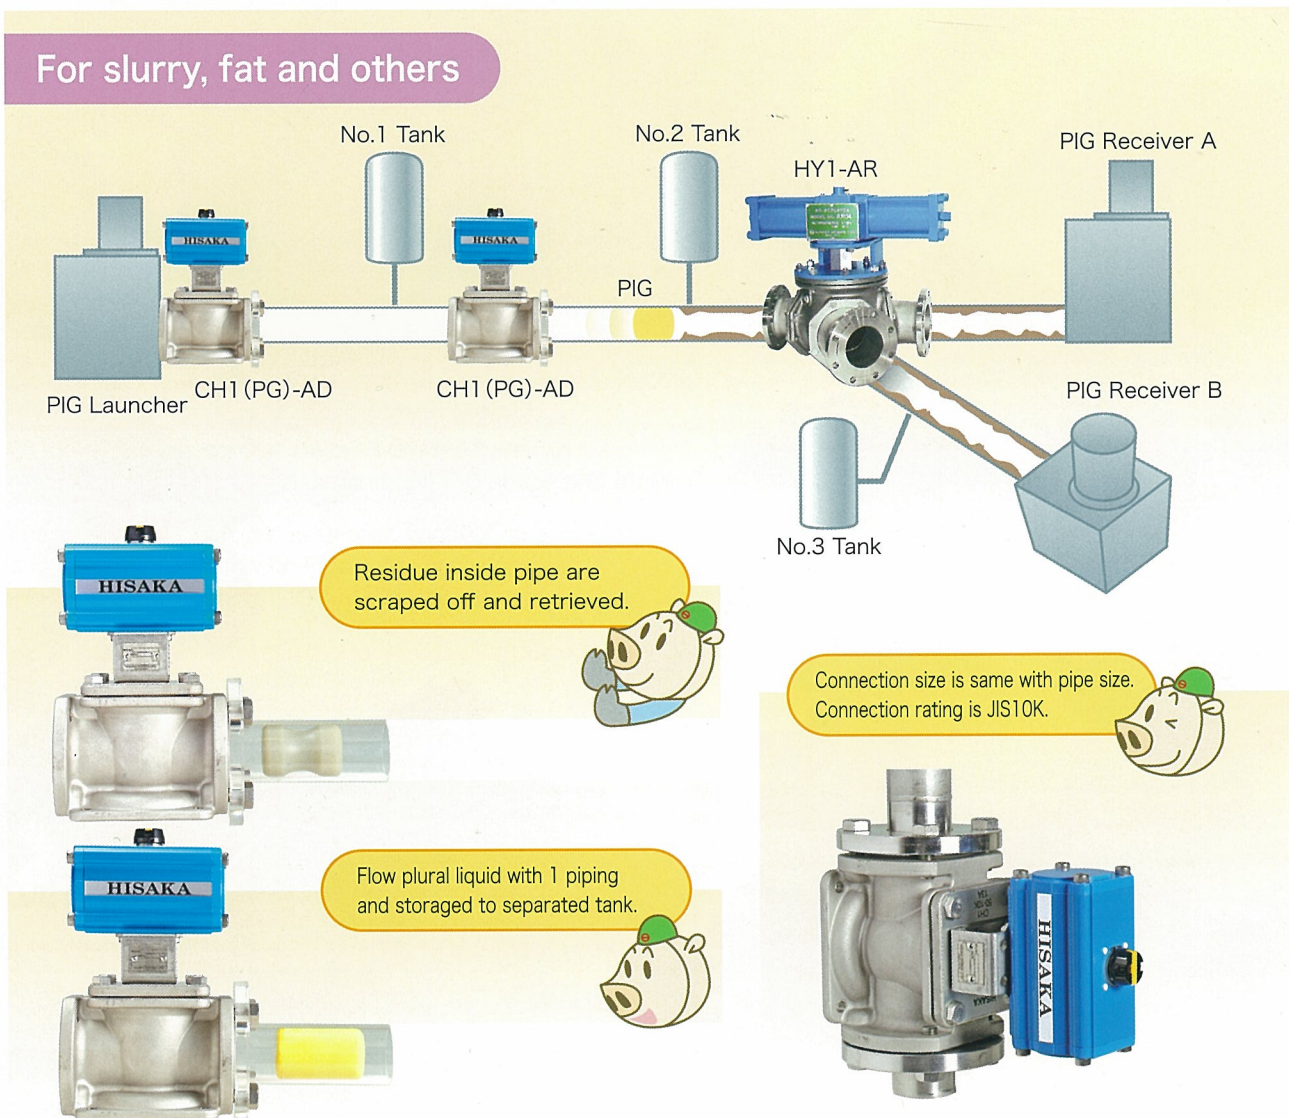 For slurry, fat and others
No.1 Tank
No.2 Tank
HY1-AR
PIG Receiver A
HISAKA
HISAKA
PIG
PIG Launcher
CH1(PG)-AD
CH1(PG)-AD
PIG Receiver B
No.3 Tank
HISAKA
Residue inside pipe are
scraped off and retrieved.
Connection size is same with pipe size.
Connection rating is JIS10K.
HISAKA
Flow plural liquid with 1 piping
and storaged to separated tank.
CH1
HISAKA
HISAKA